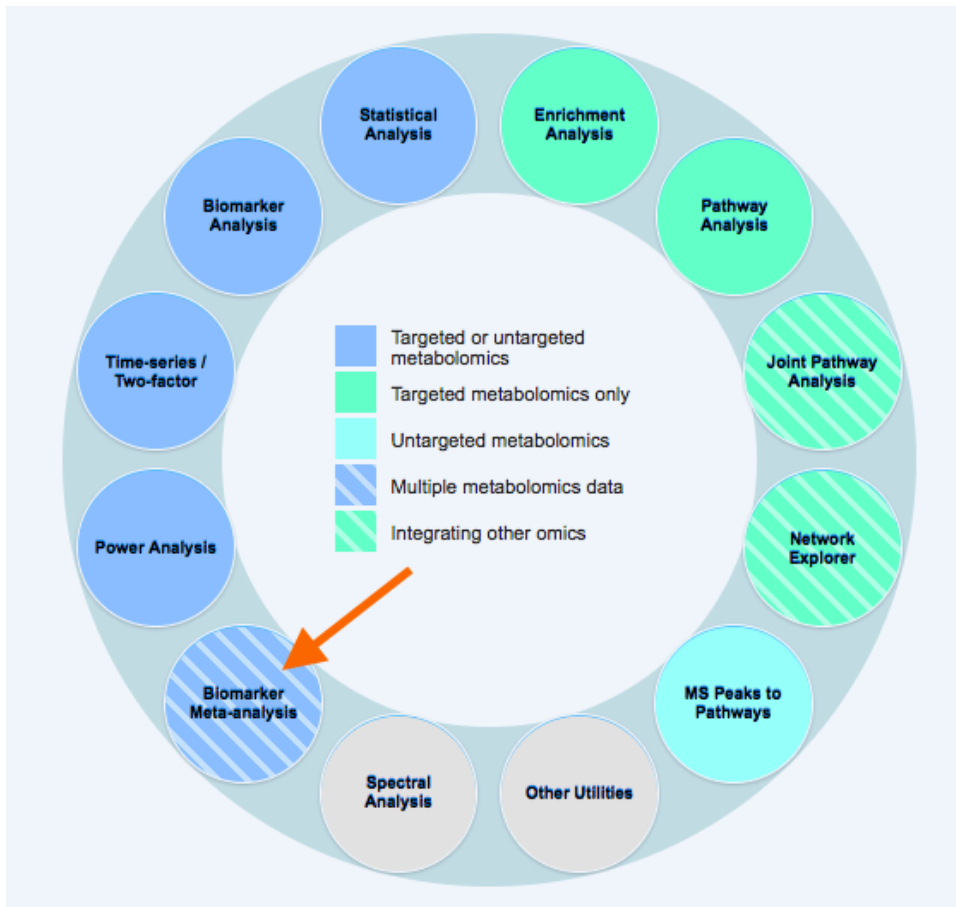 Statistical
Analysis
Enrichment
Analysis
Biomarker
Analysis
Pathway
Analysis
Time-series /
Two-factor
Joint Pathway
Analysis
Targeted or untargeted
metabolomics
Targeted metabolomics only
Untargeted metabolomics
Multiple metabolomics data
Integrating other omics
Power Analysis
Network
Explorer
Biomarker
Meta-analysis
MS Peaks to
Pathways
Spectral
Analysis
Other Utilities